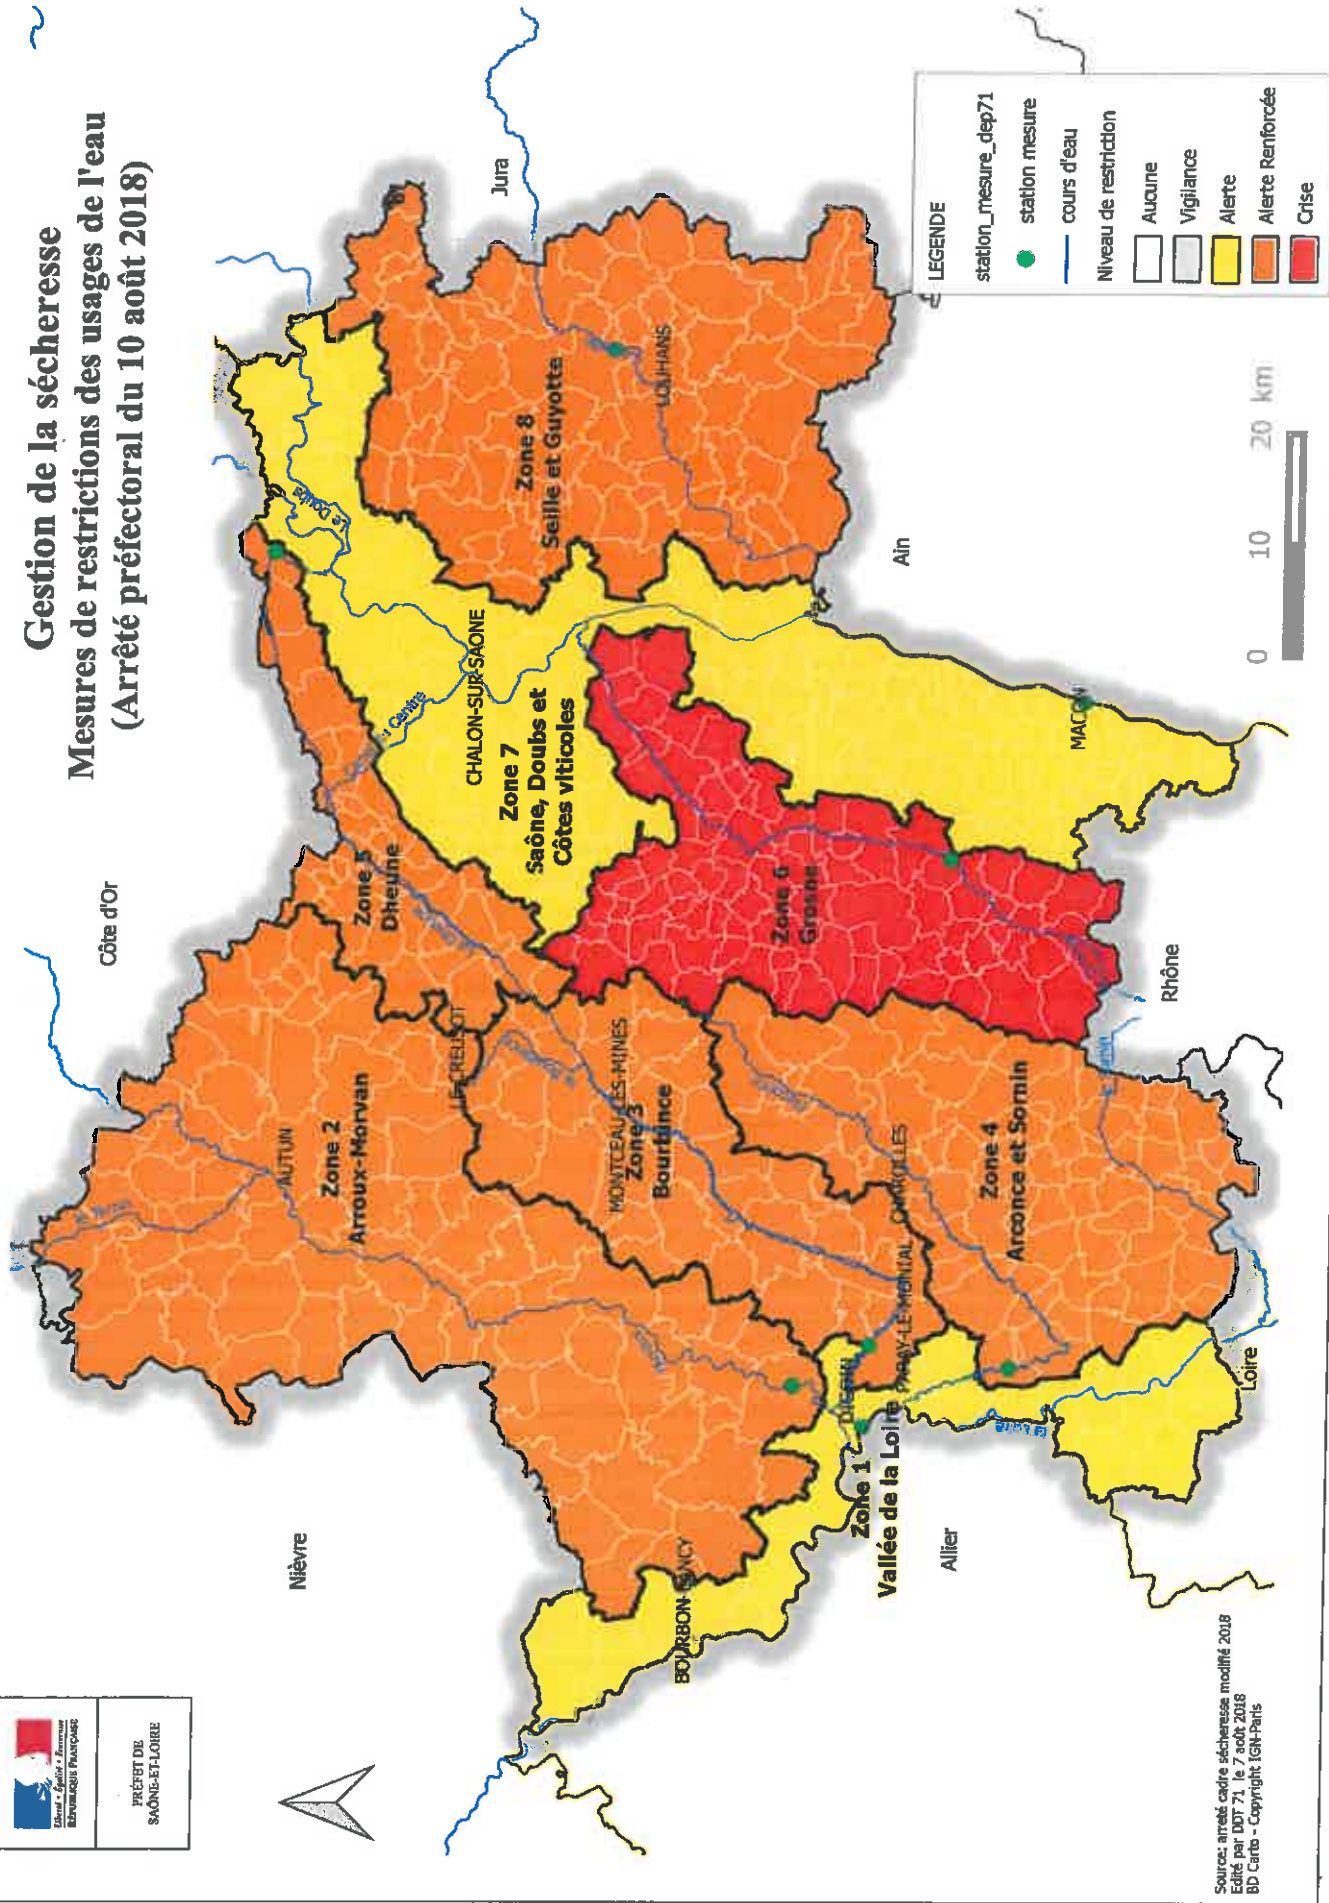 Gestion de la sécheresse
Mesures de restrictions des usages de l'eau
(Arrêté préfectoral du 10 août 2018)
Liberté • Égalité • Fraternité
RÉPUBLIQUE FRANÇAISE
PRÉFET DE
SAÔNE-ET-LOIRE
Nièvre
Côte d'Or
Jura
Ain
Rhône
Loire
Allier
AUTUN
Zone 2
Arroux-Morvan
LE CREUSOT
Zone 5
Dheune
Centre
Le Doubs
CHALON-SUR-SAONE
Zone 7
Saône, Doubs et
Côtes viticoles
Zone 8
Seille et Guyotte
LOUHANS
MONTCEAU-LES-MINES
Zone 3
Bourbince
Zone 6
Grosne
BOURBON-LANCY
DIGOIN
PARAY-LE-MONIAL
CHAROLLES
Zone 1
Vallée de la Loire
Zone 4
Arconce et Sornin
MACON
LEGENDE
station_mesure_dep71
station mesure
cours d'eau
Niveau de restriction
Aucune
Vigilance
Alerte
Alerte Renforcée
Crise
0 10 20 km
Source: arreté cadre sécheresse modifié 2018
Edité par DDT 71 le 7 août 2018
BD Carto - Copyright IGN-Paris